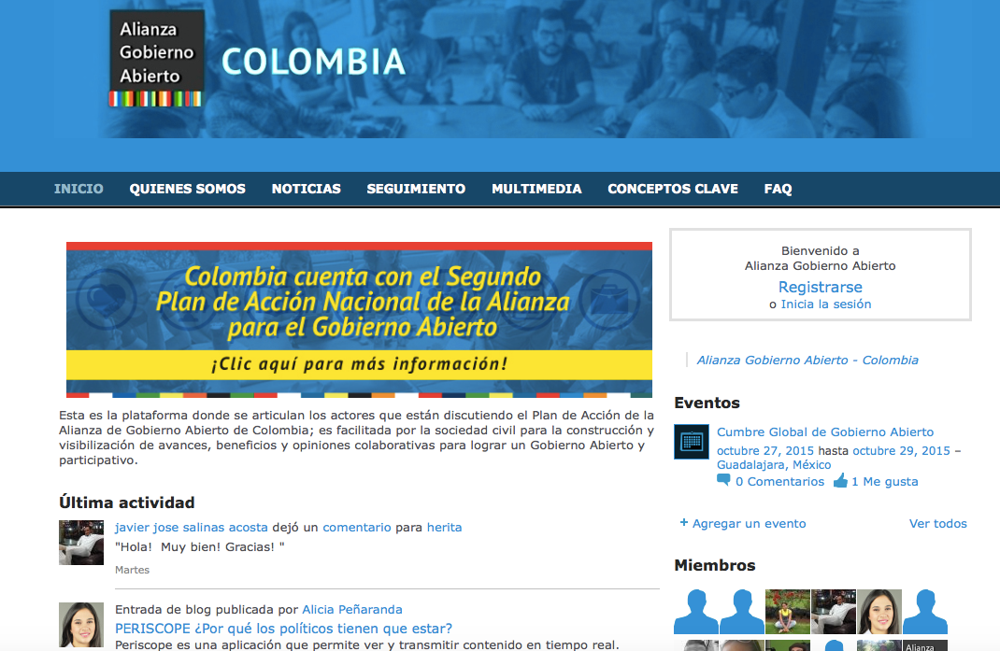 Alianza
Gobierno
Abierto
COLOMBIA
INICIO QUIENES SOMOS NOTICIAS SEGUIMIENTO MULTIMEDIA CONCEPTOS CLAVE FAQ
Colombia cuenta con el Segundo
Plan de Acción Nacional de la Alianza
para el Gobierno Abierto
¡Clic aquí para más información!
Esta es la plataforma donde se articulan los actores que están discutiendo el Plan de Acción de la
Alianza de Gobierno Abierto de Colombia; es facilitada por la sociedad civil para la construcción y
visibilización de avances, beneficios y opiniones colaborativas para lograr un Gobierno Abierto y
participativo.
Última actividad
javier jose salinas acosta dejó un comentario para herita
"Hola!  Muy bien! Gracias! "
Martes
Entrada de blog publicada por Alicia Peñaranda
PERISCOPE ¿Por qué los políticos tienen que estar?
Periscope es una aplicación que permite ver y transmitir contenido en tiempo real.
Bienvenido a
Alianza Gobierno Abierto
Registrarse
o Inicia la sesión
Alianza Gobierno Abierto - Colombia
Eventos
Cumbre Global de Gobierno Abierto
octubre 27, 2015 hasta octubre 29, 2015 –
Guadalajara, México
0 Comentarios 1 Me gusta
+ Agregar un evento Ver todos
Miembros
Alianza